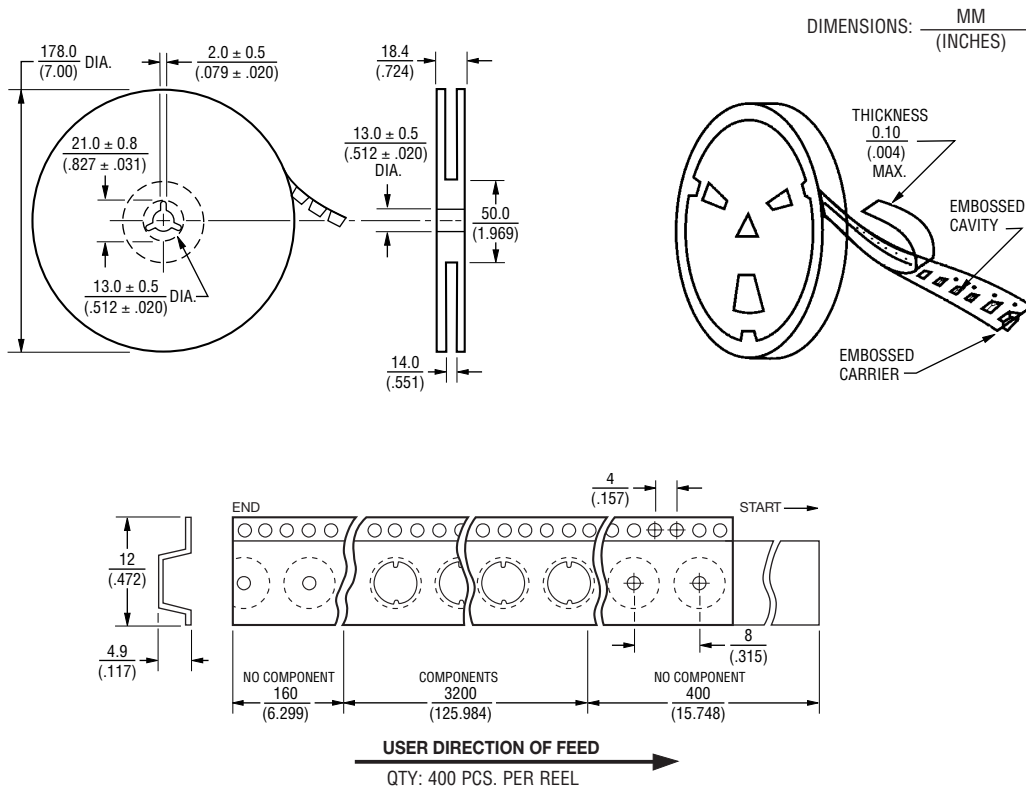 DIMENSIONS: MM
(INCHES)
178.0
(7.00)
DIA.
2.0 ± 0.5
(.079 ± .020)
18.4
(.724)
21.0 ± 0.8
(.827 ± .031)
13.0 ± 0.5
(.512 ± .020)
DIA.
50.0
(1.969)
13.0 ± 0.5
(.512 ± .020)
DIA.
14.0
(.551)
THICKNESS
0.10
(.004)
MAX.
EMBOSSED
CAVITY
EMBOSSED
CARRIER
4
(.157)
END
START
12
(.472)
4.9
(.117)
8
(.315)
NO COMPONENT
160
(6.299)
COMPONENTS
3200
(125.984)
NO COMPONENT
400
(15.748)
USER DIRECTION OF FEED
QTY: 400 PCS. PER REEL